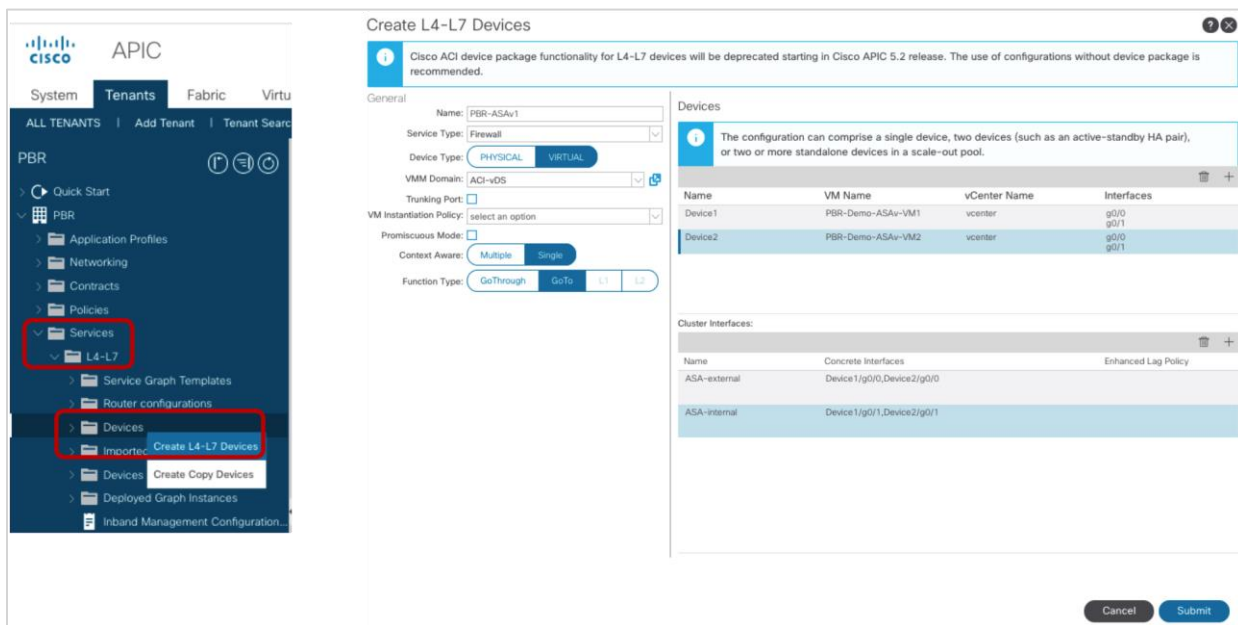 CISCO
APIC
System Tenants Fabric Virtu
ALL TENANTS | Add Tenant | Tenant Searc
PBR
Quick Start
PBR
Application Profiles
Networking
Contracts
Policies
Services
L4-L7
Service Graph Templates
Router configurations
Devices
Imported
Create L4-L7 Devices
Devices
Create Copy Devices
Deployed Graph Instances
Inband Management Configuration...
Create L4-L7 Devices
Cisco ACI device package functionality for L4-L7 devices will be deprecated starting in Cisco APIC 5.2 release. The use of configurations without device package is
recommended.
General
Name: PBR-ASAv1
Service Type: Firewall
Device Type: PHYSICAL VIRTUAL
VMM Domain: ACI-vDS
Trunking Port:
VM Instantiation Policy: select an option
Promiscuous Mode:
Context Aware: Multiple Single
Function Type: GoThrough GoTo L1 L2
Devices
The configuration can comprise a single device, two devices (such as an active-standby HA pair),
or two or more standalone devices in a scale-out pool.
Name VM Name vCenter Name Interfaces
Device1 PBR-Demo-ASAv-VM1 vcenter g0/0
g0/1
Device2 PBR-Demo-ASAv-VM2 vcenter g0/0
g0/1
Cluster Interfaces:
Name Concrete Interfaces Enhanced Lag Policy
ASA-external Device1/g0/0,Device2/g0/0
ASA-internal Device1/g0/1,Device2/g0/1
Cancel Submit